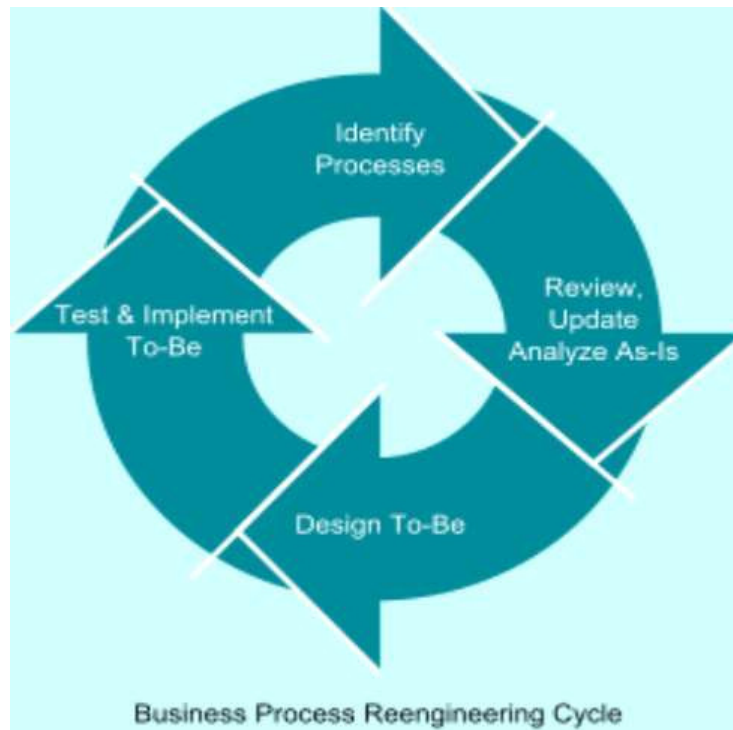 Identify
Processes
Review,
Update
Analyze As-Is
Design To-Be
Test & Implement
To-Be
Business Process Reengineering Cycle